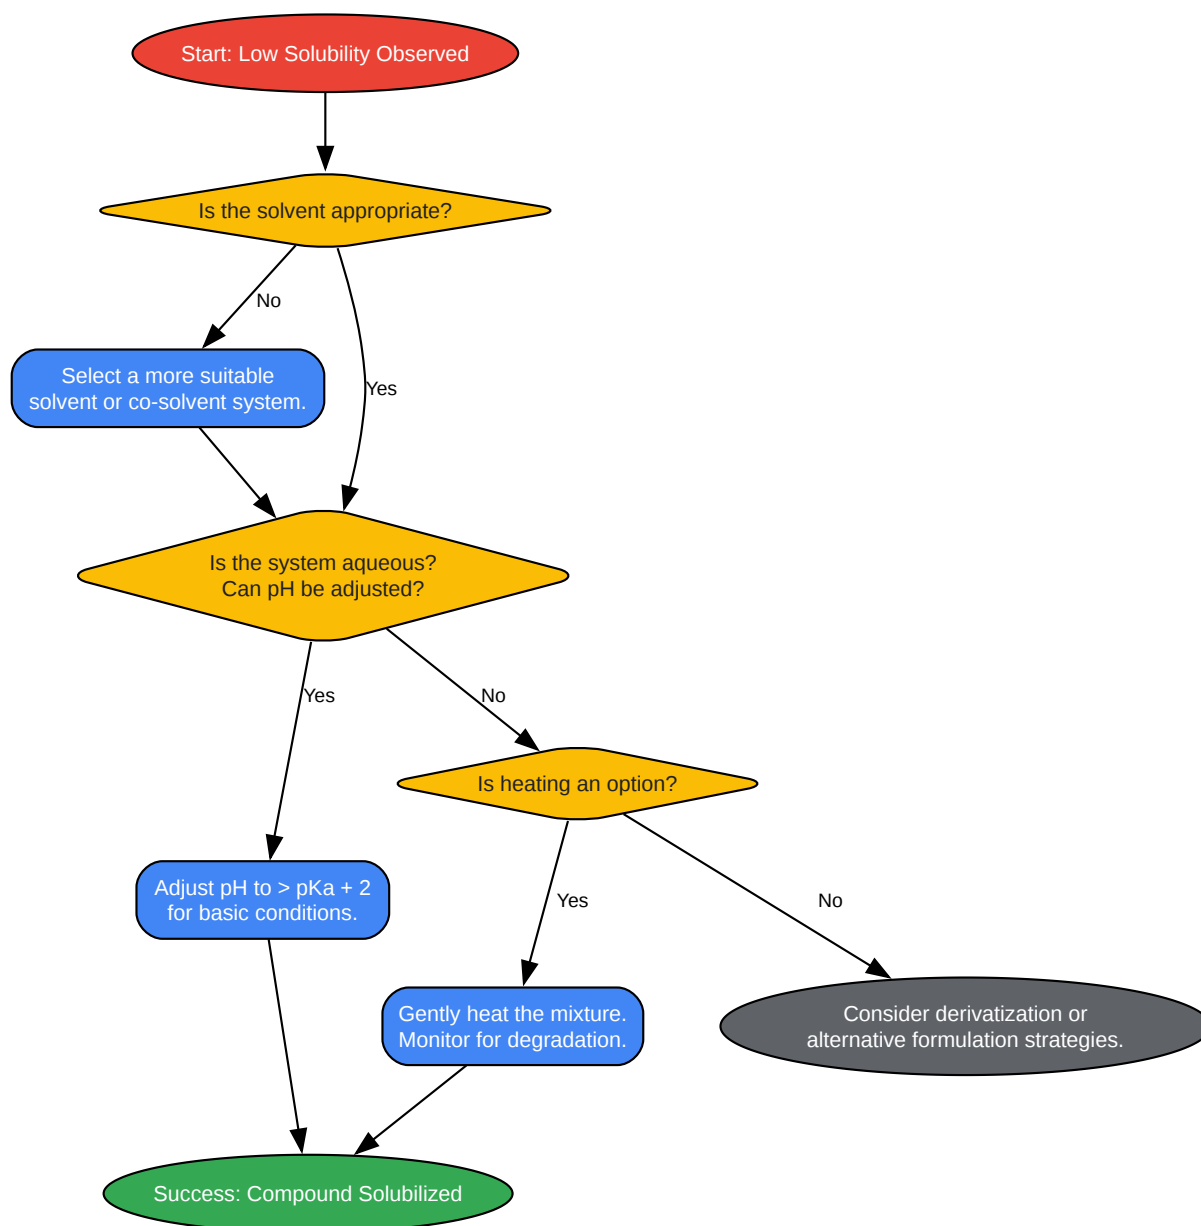 Start: Low Solubility Observed
Is the solvent appropriate?
No
Select a more suitable
solvent or co-solvent system.
Yes
Is the system aqueous?
Can pH be adjusted?
Yes
No
Is heating an option?
Adjust pH to > pKa + 2
for basic conditions.
Yes
No
Gently heat the mixture.
Monitor for degradation.
Consider derivatization or
alternative formulation strategies.
Success: Compound Solubilized